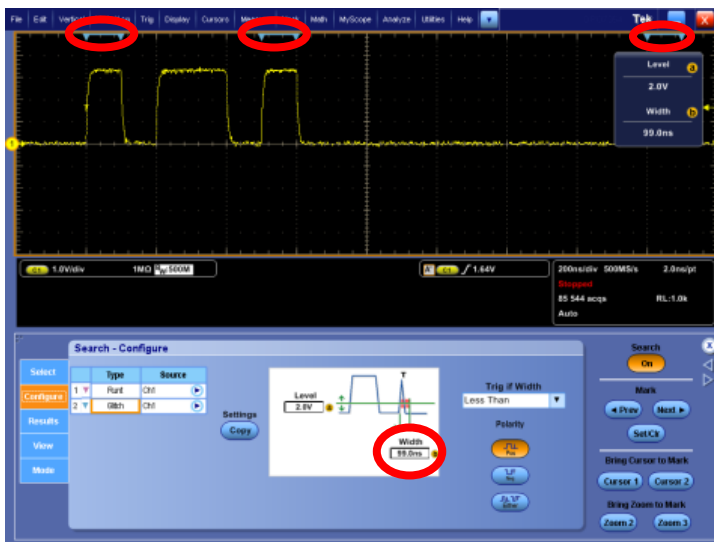 File Edit Trig Display Cursors Math MyScope Analyze Utilities Help Tek
Level a
2.0V
Width b
99.0ns
1
C1 1.0V/div 1MΩ BW:500M
A' C1 1.64V
200ns/div 500MS/s 2.0ns/pt
Stopped
85 544 acqs RL:1.0k
Auto
Search - Configure
Search
On
Select
Configure
Results
View
Mode
Type Source
1 Runt Ch1
2 Glitch Ch1
Settings
Copy
T
Level
2.0V a
Width
99.0ns
Trig if Width
Less Than
Polarity
Pos
Neg
Either
Mark
Prev Next
Set/Clr
Bring Cursor to Mark
Cursor 1 Cursor 2
Bring Zoom to Mark
Zoom 2 Zoom 3
X